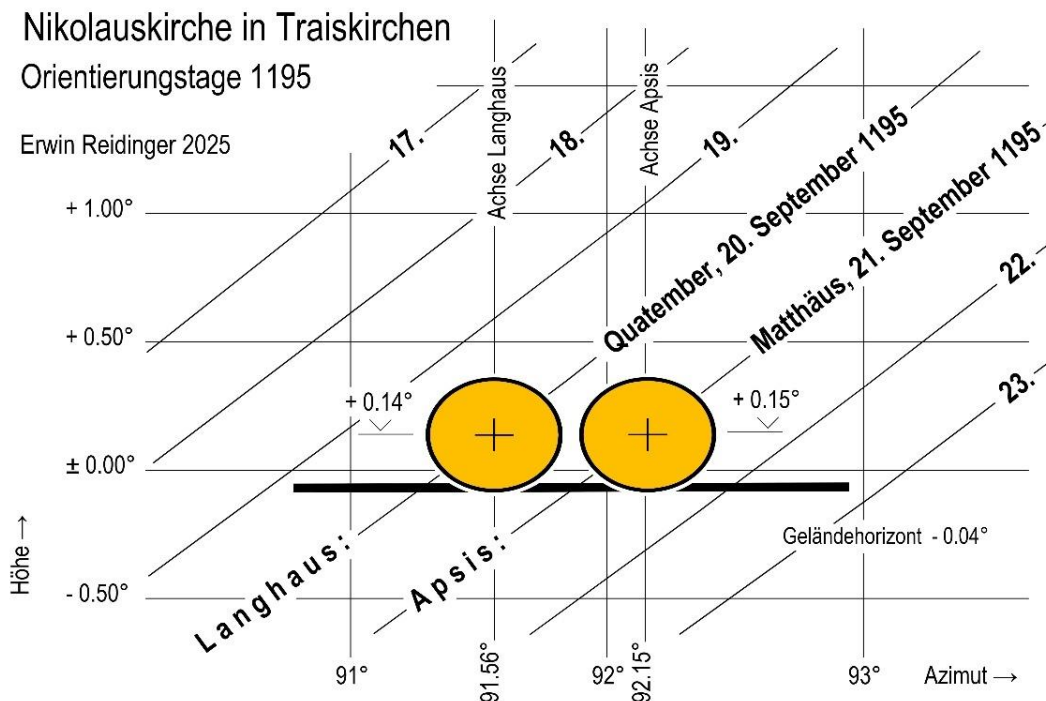 Nikolauskirche in Traiskirchen
Orientierungstage 1195
Erwin Reidinger 2025
17.
18.
19.
Achse Langhaus
Achse Apsis
Quatember, 20. September 1195
Matthäus, 21. September 1195
22.
23.
+ 1.00°
+ 0.50°
+ 0.14°
+ 0.15°
± 0.00°
Geländehorizont - 0.04°
- 0.50°
Höhe →
Langhaus:
Apsis:
91°
91.56°
92°
92.15°
93°
Azimut →